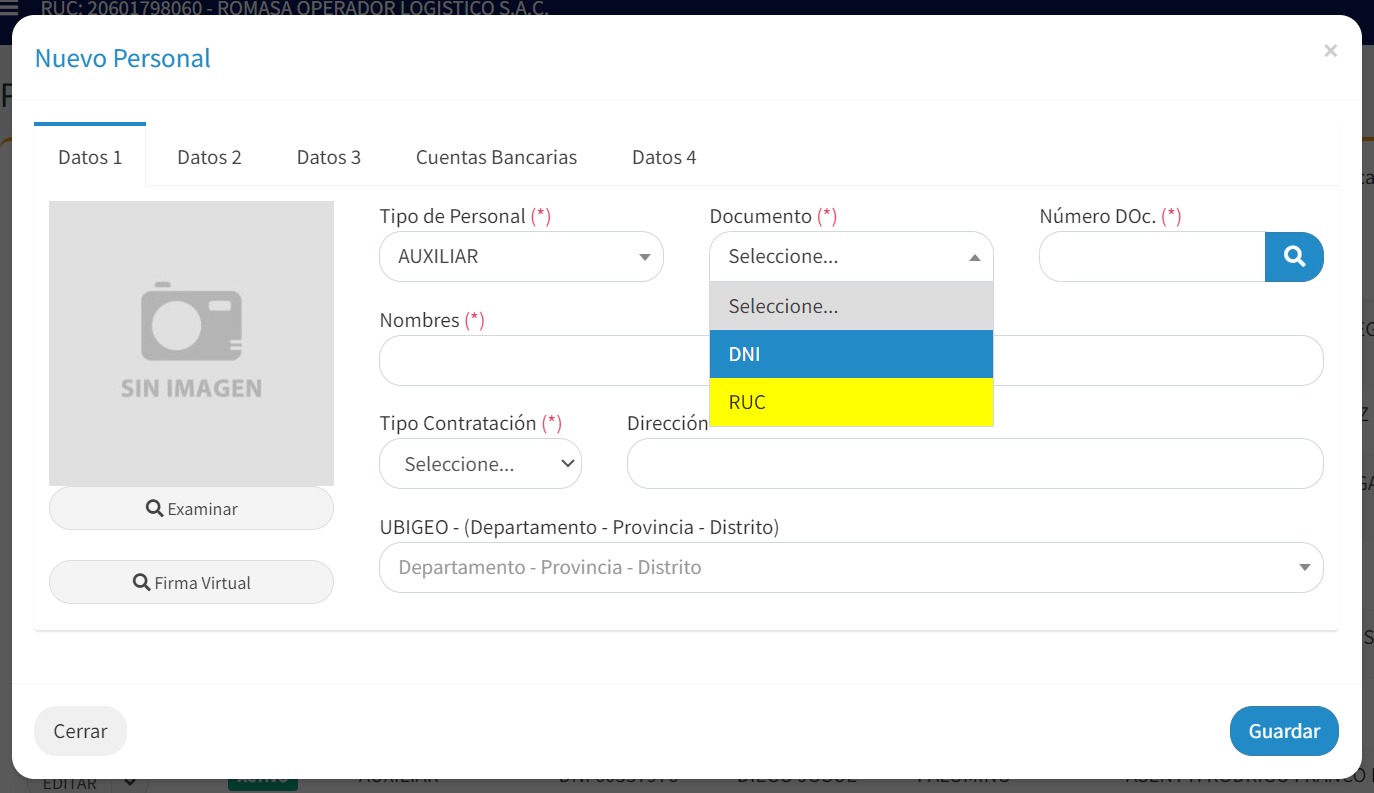 RUC: 20601798060 - ROMASA OPERADOR LOGISTICO S.A.C.
Nuevo Personal
×
Datos 1 Datos 2 Datos 3 Cuentas Bancarias Datos 4
SIN IMAGEN
Examinar
Firma Virtual
Tipo de Personal (*) Documento (*) Número DOc. (*)
AUXILIAR Seleccione...
Seleccione...
DNI
RUC
Nombres (*)
Tipo Contratación (*) Dirección
Seleccione...
UBIGEO - (Departamento - Provincia - Distrito)
Departamento - Provincia - Distrito
Cerrar Guardar
EDITAR AUXILIAR PALOMINO